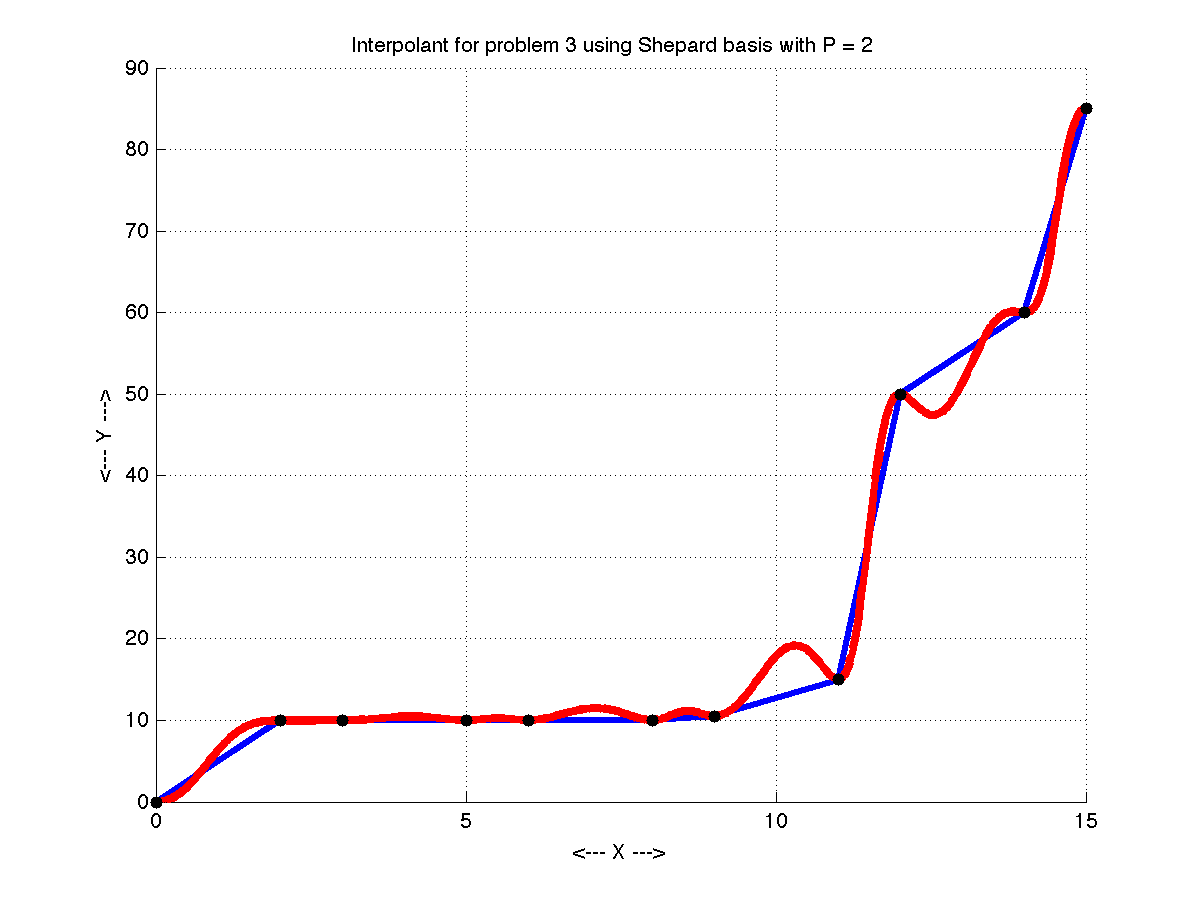 Interpolant for problem 3 using Shepard basis with P = 2
90
80
70
60
50
40
30
20
10
0
<--- Y --->
0 5 10 15
<--- X --->